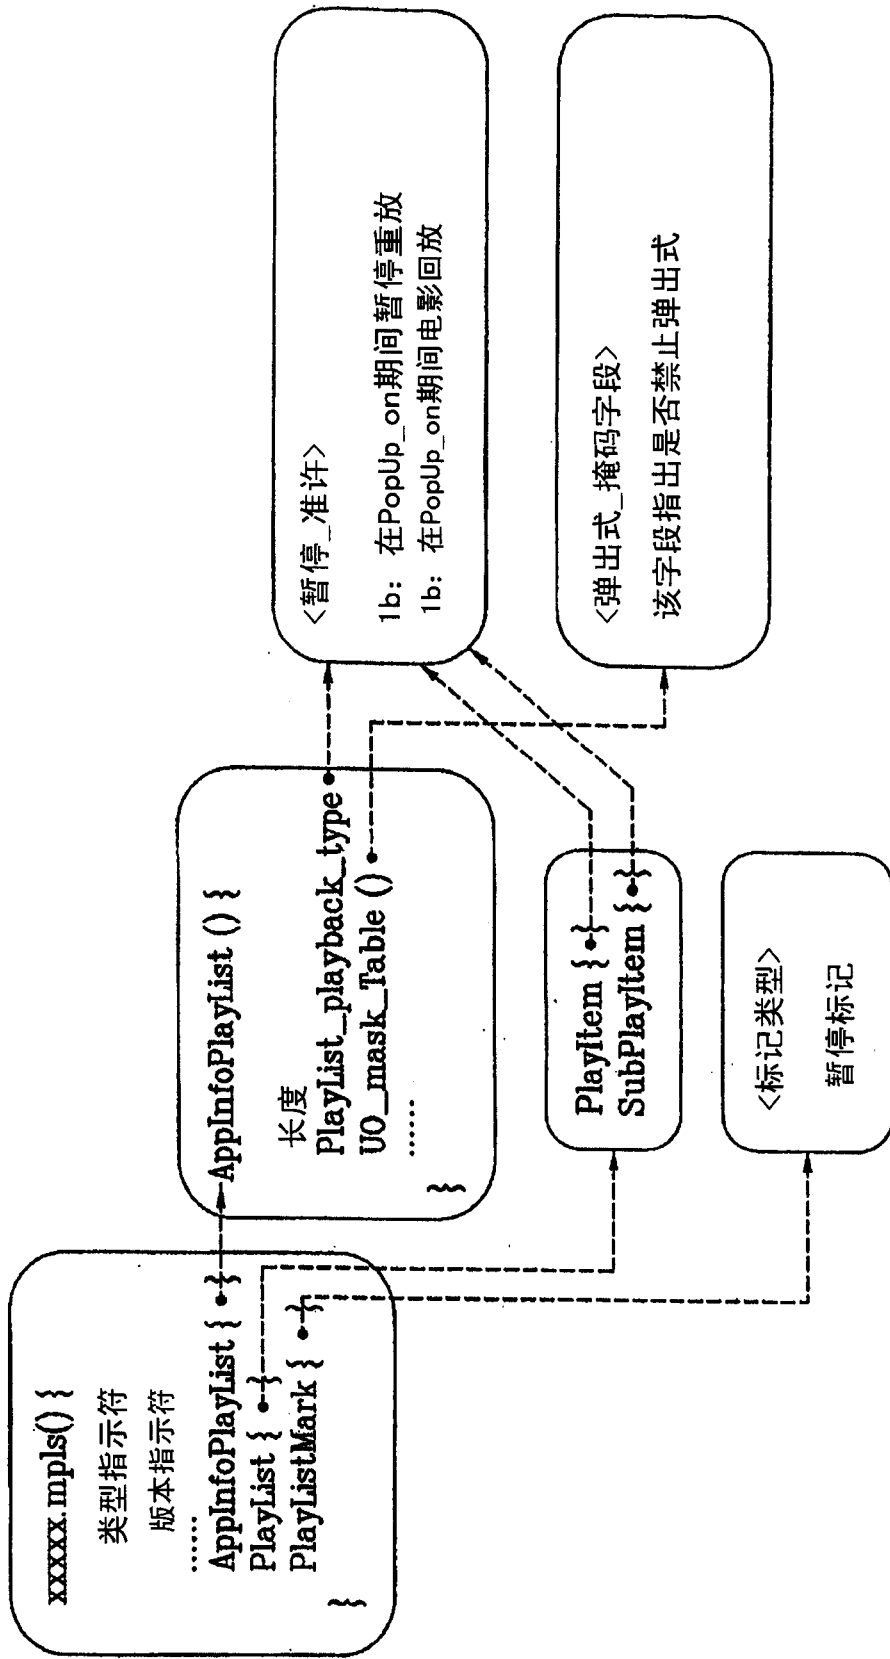 xxxxx.mpls() {
类型指示符
版本指示符
......
AppInfoPlayList { }
PlayList { }
PlayListMark { }
}
AppInfoPlayList () {
长度
PlayList_playback_type
UO_mask_Table ()
......
}
PlayItem { }
SubPlayItem { }
<标记类型>
暂停标记
<暂停_准许>
1b: 在PopUp_on期间暂停重放
1b: 在PopUp_on期间电影回放
<弹出式_掩码字段>
该字段指出是否禁止弹出式